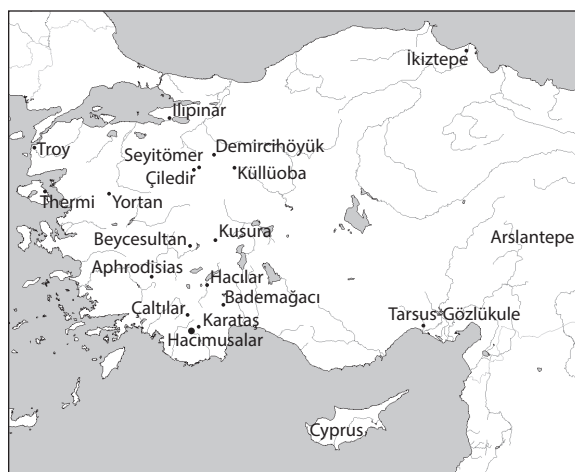 İkiztepe
Ilıpınar
Troy
Demircihöyük
Seyitömer
Çiledir
Küllüoba
Thermi
Yortan
Kusura
Beycesultan
Arslantepe
Aphrodisias
Hacılar
Bademağacı
Çaltılar
Karataş
Tarsus-Gözlükule
Hacımusalar
Cyprus